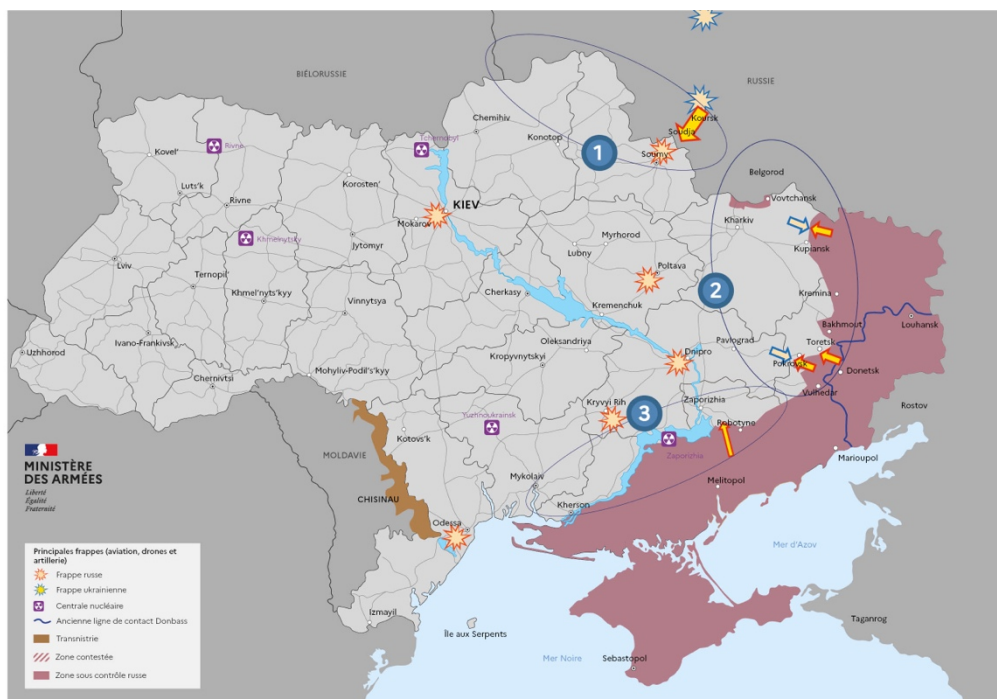 BIÉLORUSSIE
RUSSIE
Koursk
Soudja
Chernihiv
Konotop
1
Soumy
Tchernobyl
Rivne
Kovel'
Korosten'
Belgorod
Vovtchansk
Luts'k
Rivne
KIEV
Makarov
Kharkiv
Myrhorod
Lubny
Kupiansk
Khmelnytsky
Jytomyr
Lviv
Ternopil'
Poltava
Khmel'nyts'kyy
Vinnytsya
Cherkasy
2
Kremina
Kremenchuk
Ivano-Frankivsk
Bakhmout
Louhansk
Uzhhorod
Oleksandriya
Pavlograd
Toretsk
Dnipro
Kropyvnytskyi
Pokrovsk
Donetsk
Chernivtsi
Mohyliv-Podil's'kyy
Vulhedar
Zaporizhia
Kryvyi Rih
3
Rostov
Kotovs'k
Yuzhnoukrainsk
Robotyne
MOLDAVIE
Zaporizhia
Marioupol
MINISTÈRE
DES ARMÉES
Liberté
Égalité
Fraternité
Mykolaiv
Melitopol
CHISINAU
Kherson
Odessa
Mer d'Azov
Principales frappes (aviation, drones et
artillerie)
Frappe russe
Frappe ukrainienne
Centrale nucléaire
Ancienne ligne de contact Donbass
Transnistrie
Zone contestée
Zone sous contrôle russe
Izmayil
Île aux Serpents
Taganrog
Mer Noire
Sebastopol